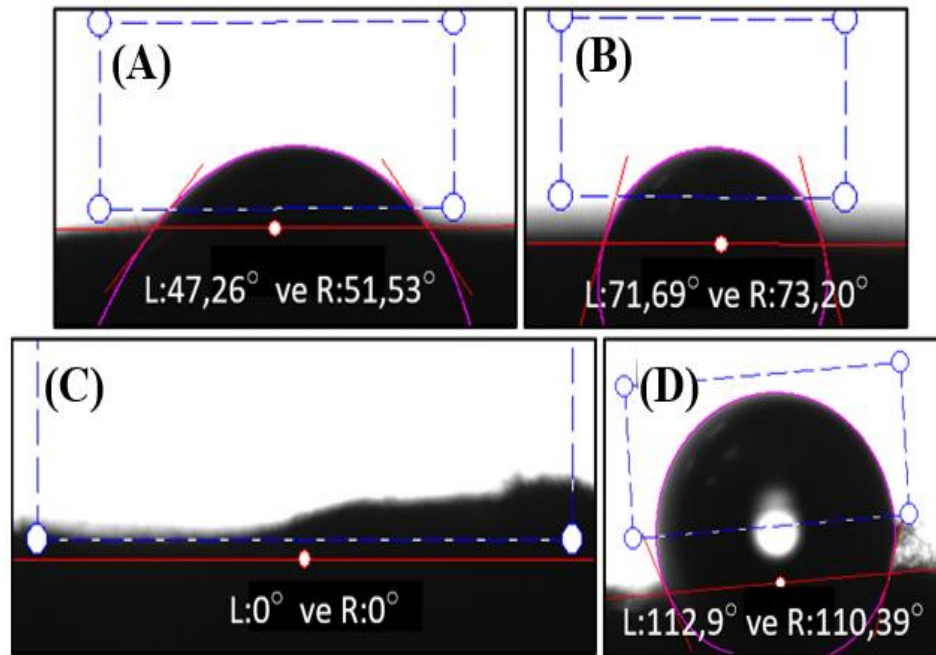 (A)
L:47,26° ve R:51,53°
(B)
L:71,69° ve R:73,20°
(C)
L:0° ve R:0°
(D)
L:112,9° ve R:110,39°